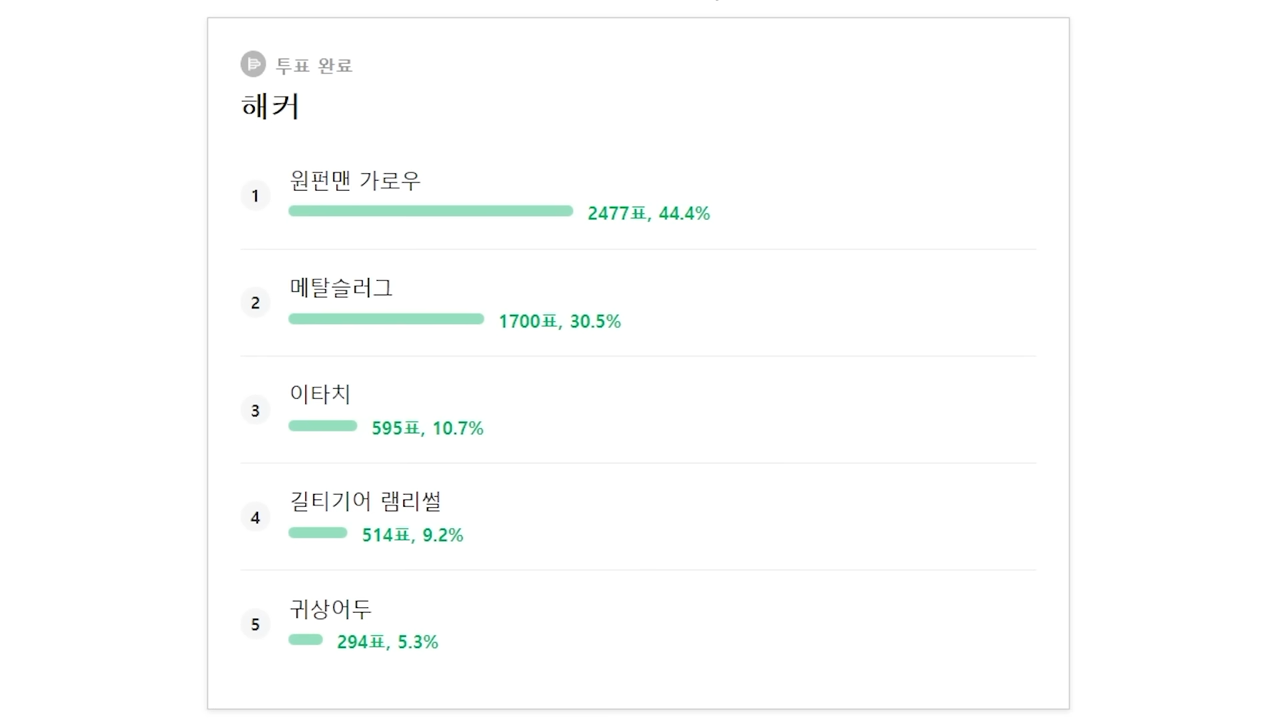 투표 완료
해커
1
원펀맨 가로우
2477표, 44.4%
2
메탈슬러그
1700표, 30.5%
3
이타치
595표, 10.7%
4
길티기어 램리썰
514표, 9.2%
5
귀상어두
294표, 5.3%